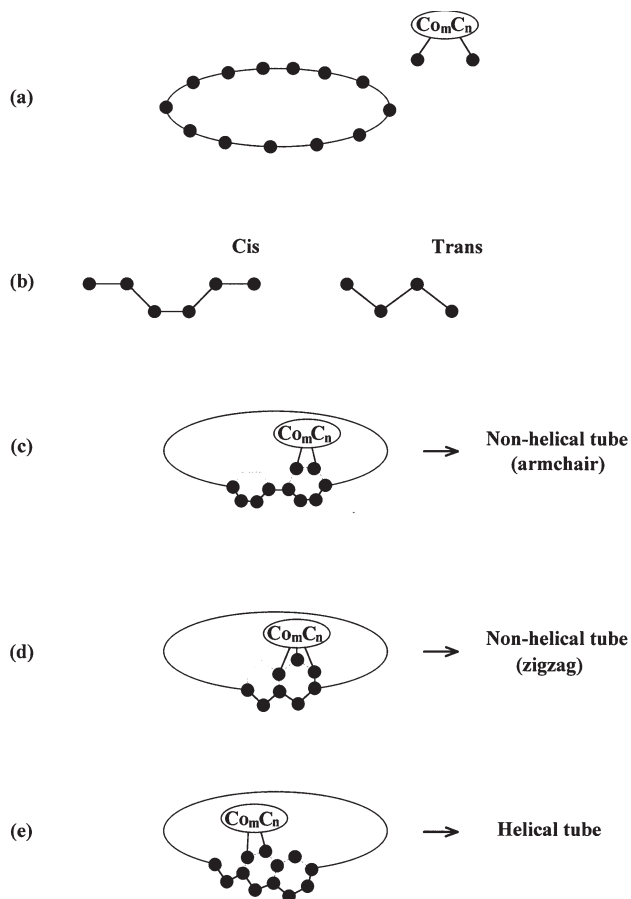 ComCn
(a)
Cis Trans
(b)
(c)
ComCn
Non-helical tube
(armchair)
(d)
ComCn
Non-helical tube
(zigzag)
(e)
ComCn
Helical tube